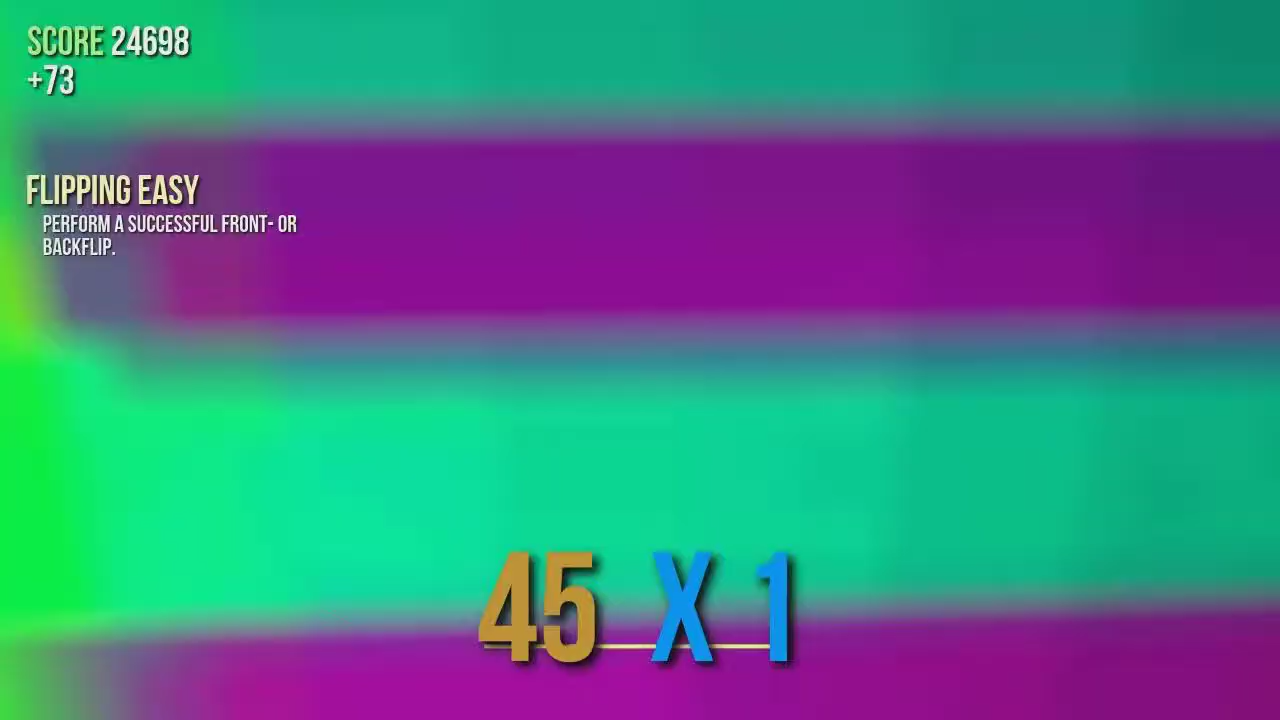 SCORE 24698
+73
FLIPPING EASY
PERFORM A SUCCESSFUL FRONT- OR
BACKFLIP.
45 X 1